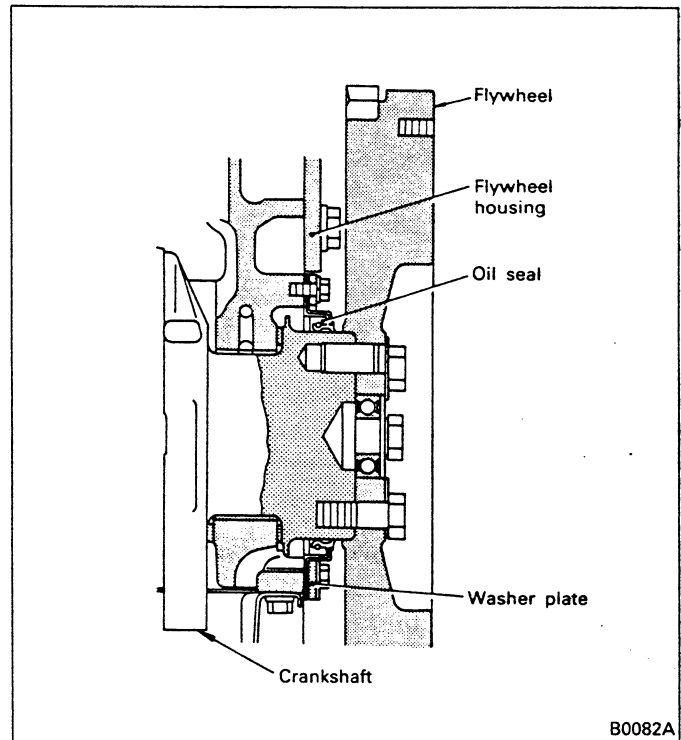 Flywheel
Flywheel
housing
Oil seal
Washer plate
Crankshaft
B0082A